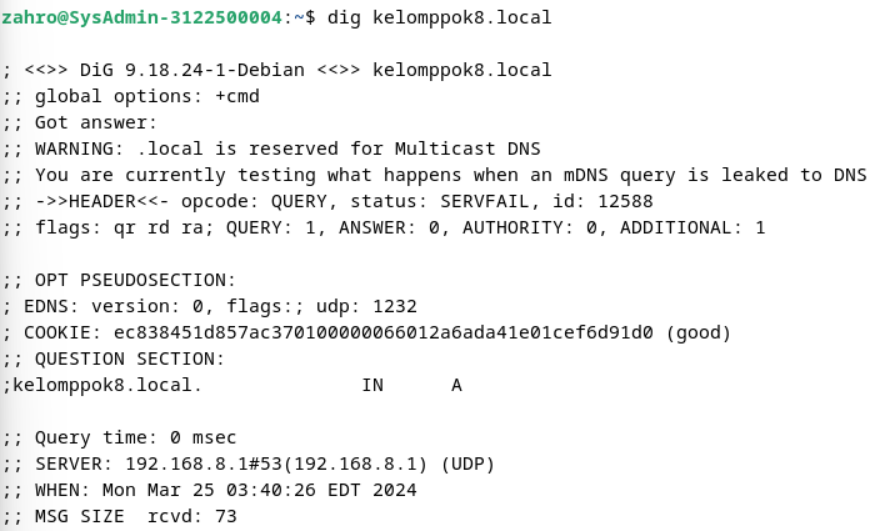 zahro@SysAdmin-3122500004:~$ dig kelomppok8.local
; <<>> DiG 9.18.24-1-Debian <<>> kelomppok8.local
;; global options: +cmd
;; Got answer:
;; WARNING: .local is reserved for Multicast DNS
;; You are currently testing what happens when an mDNS query is leaked to DNS
;; ->>HEADER<<- opcode: QUERY, status: SERVFAIL, id: 12588
;; flags: qr rd ra; QUERY: 1, ANSWER: 0, AUTHORITY: 0, ADDITIONAL: 1
;; OPT PSEUDOSECTION:
; EDNS: version: 0, flags:; udp: 1232
; COOKIE: ec838451d857ac370100000066012a6ada41e01cef6d91d0 (good)
;; QUESTION SECTION:
;kelomppok8.local. IN A
;; Query time: 0 msec
;; SERVER: 192.168.8.1#53(192.168.8.1) (UDP)
;; WHEN: Mon Mar 25 03:40:26 EDT 2024
;; MSG SIZE rcvd: 73